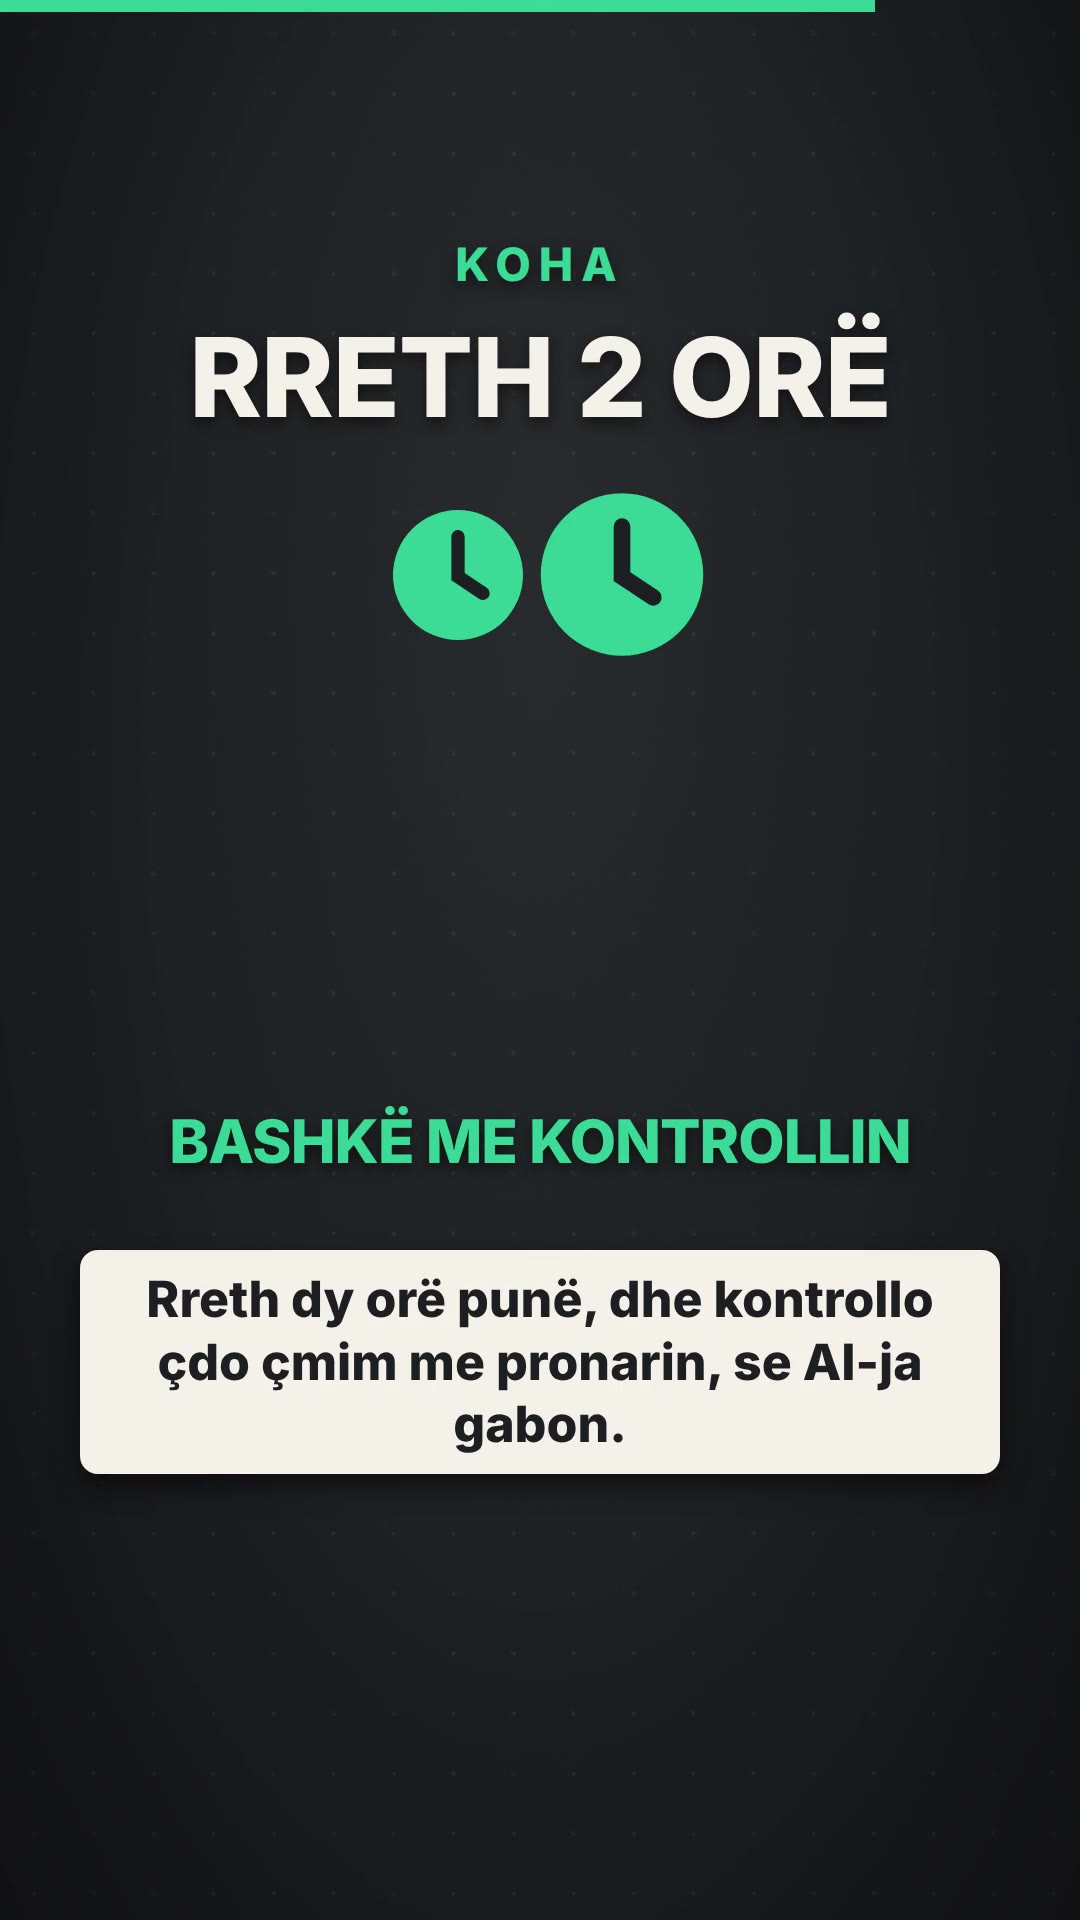 KOHA
RRETH 2 ORË
BASHKË ME KONTROLLIN
Rreth dy orë punë, dhe kontrollo
çdo çmim me pronarin, se AI-ja
gabon.